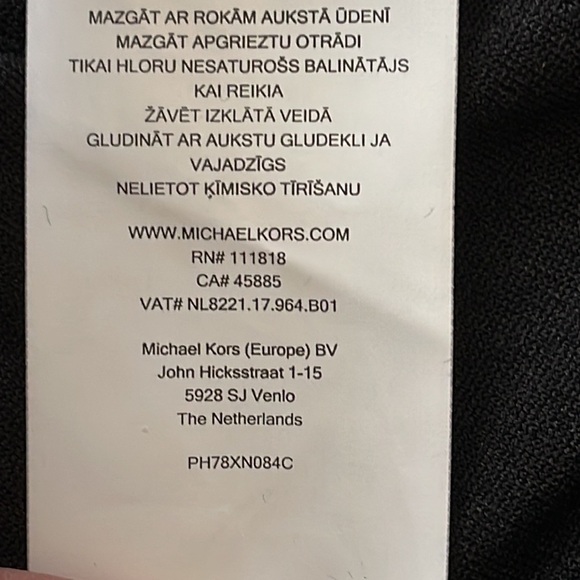 MAZGĀT AR ROKĀM AUKSTĀ ŪDENĪ
MAZGĀT APGRIEZTU OTRĀDI
TIKAI HLORU NESATUROŠS BALINĀTĀJS
KAI REIKIA
ŽĀVĒT IZKLĀTĀ VEIDĀ
GLUDINĀT AR AUKSTU GLUDEKLI JA
VAJADZĪGS
NELIETOT ĶĪMISKO TĪRĪŠANU
WWW.MICHAELKORS.COM
RN# 111818
CA# 45885
VAT# NL8221.17.964.B01
Michael Kors (Europe) BV
John Hicksstraat 1-15
5928 SJ Venlo
The Netherlands
PH78XN084C